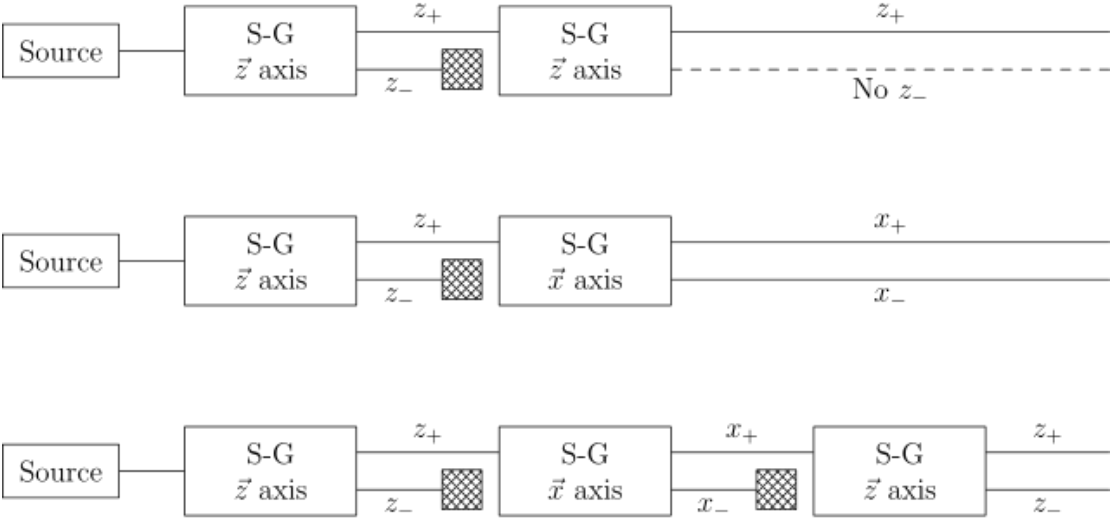 z₊ z₊
Source S-G z⃗ axis S-G z⃗ axis
z₋ No z₋
z₊ x₊
Source S-G z⃗ axis S-G x⃗ axis
z₋ x₋
z₊ x₊ z₊
Source S-G z⃗ axis S-G x⃗ axis S-G z⃗ axis
z₋ x₋ z₋